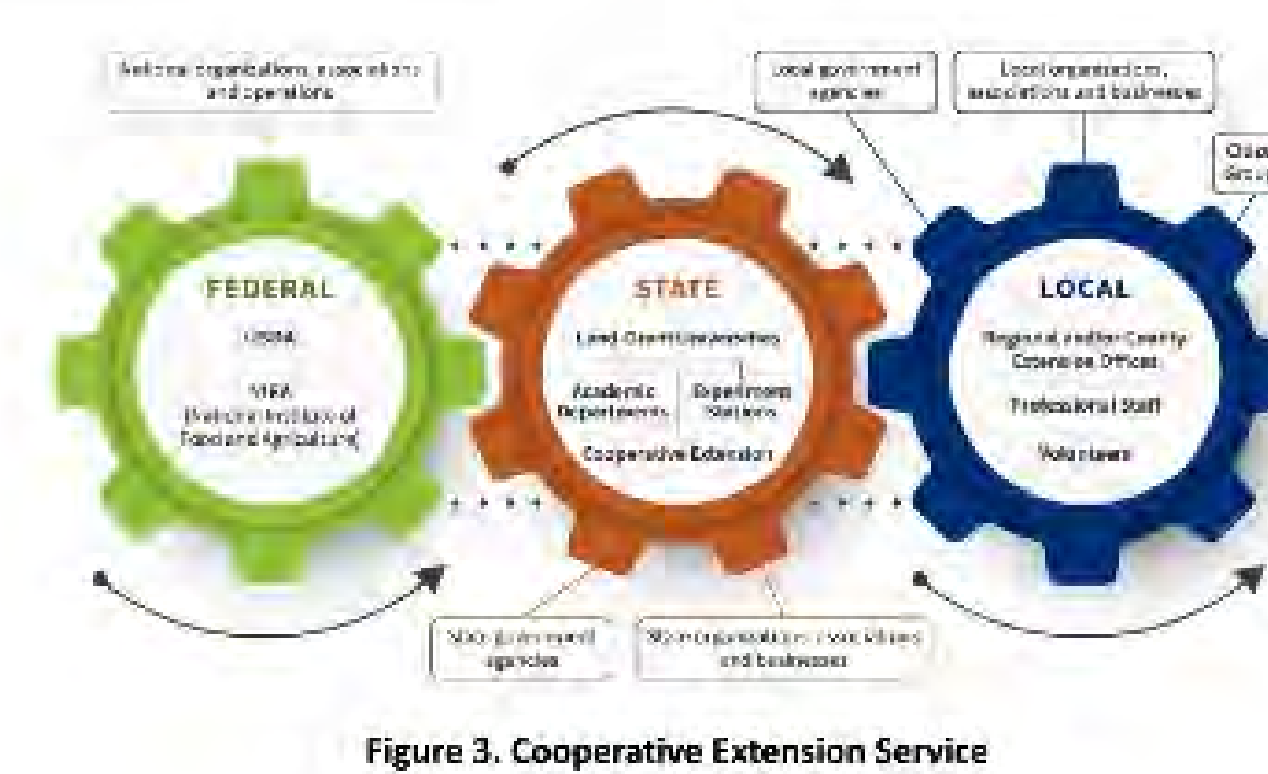 National organizations, associations
and operations
Local government
agencies
Local organizations,
associations and businesses
FEDERAL
USDA
NIFA
(National Institute of
Food and Agriculture)
STATE
Land-Grant Universities
Academic
Departments
Experiment
Stations
Cooperative Extension
LOCAL
Regional and/or County
Extension Offices
Professional Staff
Volunteers
State government
agencies
State organizations, associations
and businesses
Figure 3. Cooperative Extension Service